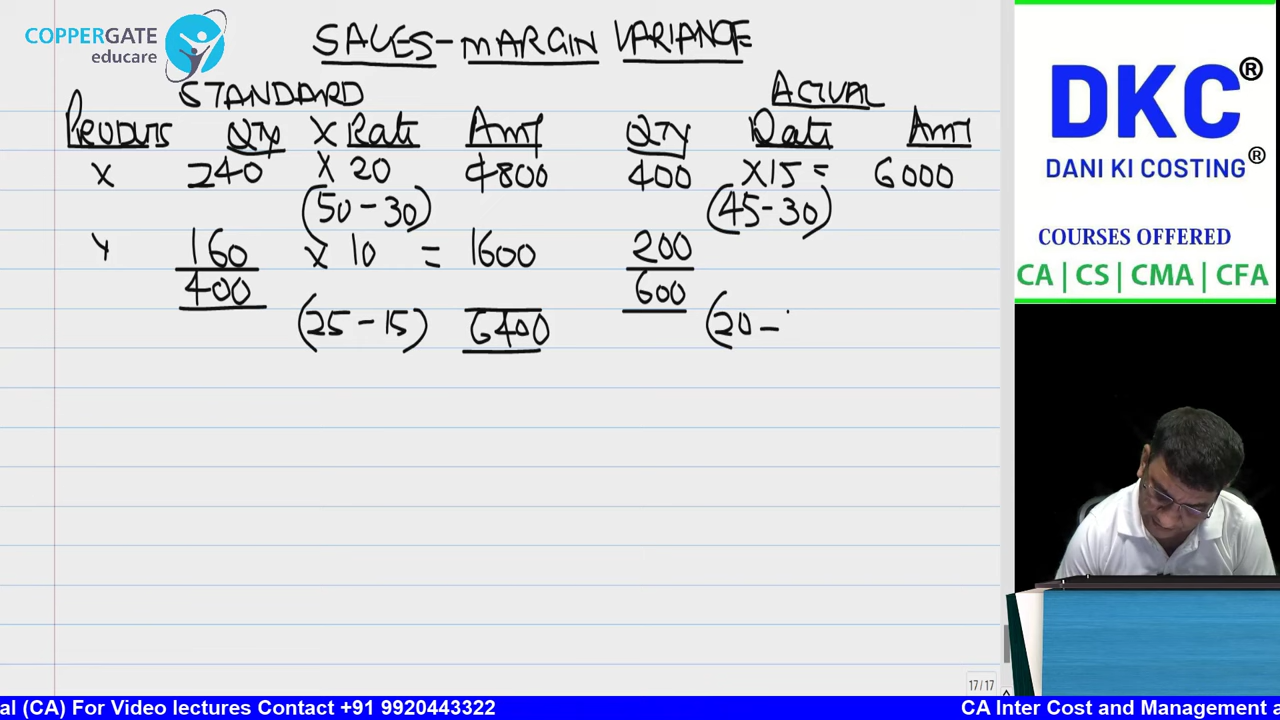 COPPERGATE
educare
SALES-MARGIN VARIANCE
STANDARD ACTUAL
PRODUTS QTY X Rate AMT QTY Rate AMT
X 240 X 20 4800 400 X15 = 6000
(50 - 30) (45-30)
Y 160 X 10 = 1600 200
400 600
(25 - 15) 6400 (20 -
DKC®
DANI KI COSTING®
COURSES OFFERED
CA | CS | CMA | CFA
17/17
al (CA) For Video lectures Contact +91 9920443322 CA Inter Cost and Management a